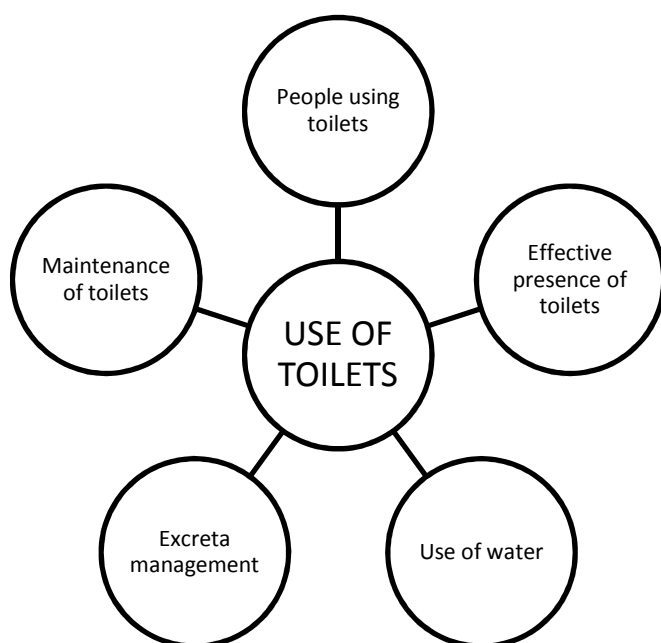 People using
toilets
Effective
presence of
toilets
Maintenance
of toilets
USE OF
TOILETS
Excreta
management
Use of water